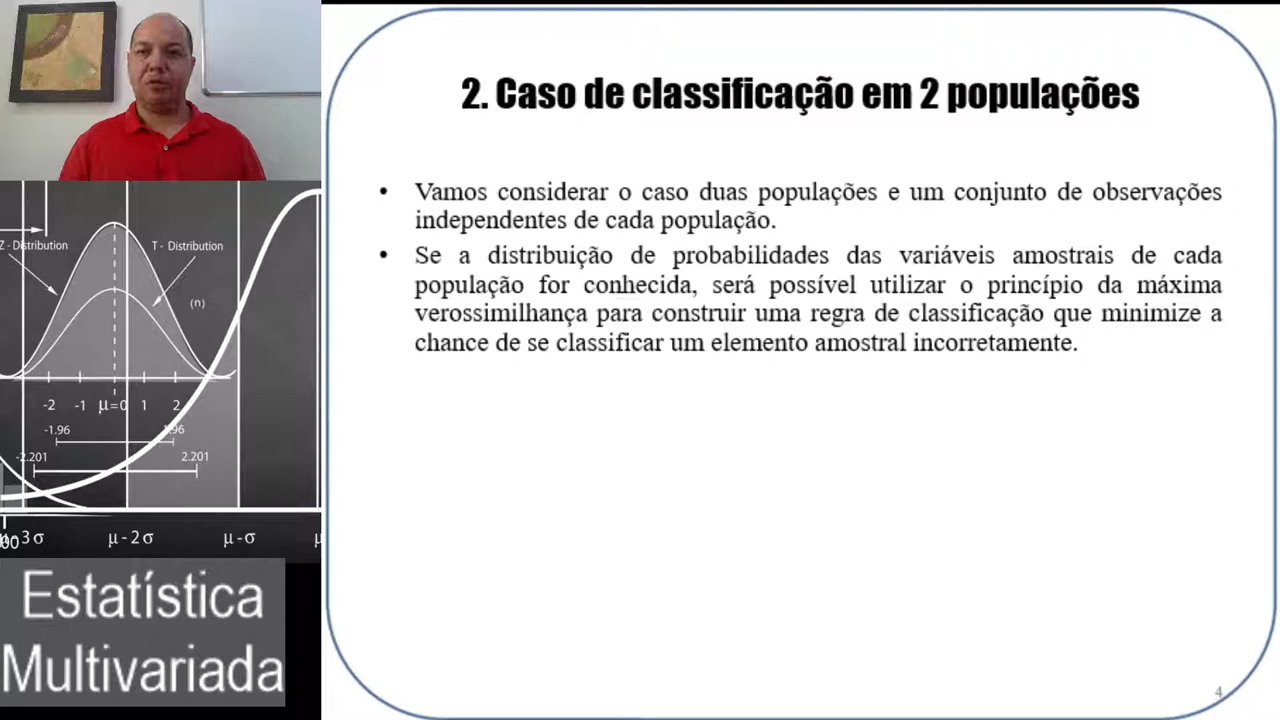 2. Caso de classificação em 2 populações
• Vamos considerar o caso duas populações e um conjunto de observações
independentes de cada população.
• Se a distribuição de probabilidades das variáveis amostrais de cada
população for conhecida, será possível utilizar o princípio da máxima
verossimilhança para construir uma regra de classificação que minimize a
chance de se classificar um elemento amostral incorretamente.
4
Z - Distribution
T - Distribution
(n)
-2 -1 μ=0 1 2
-1.96
-2.201 2.201
μ-3σ μ-2σ μ-σ
Estatística
Multivariada